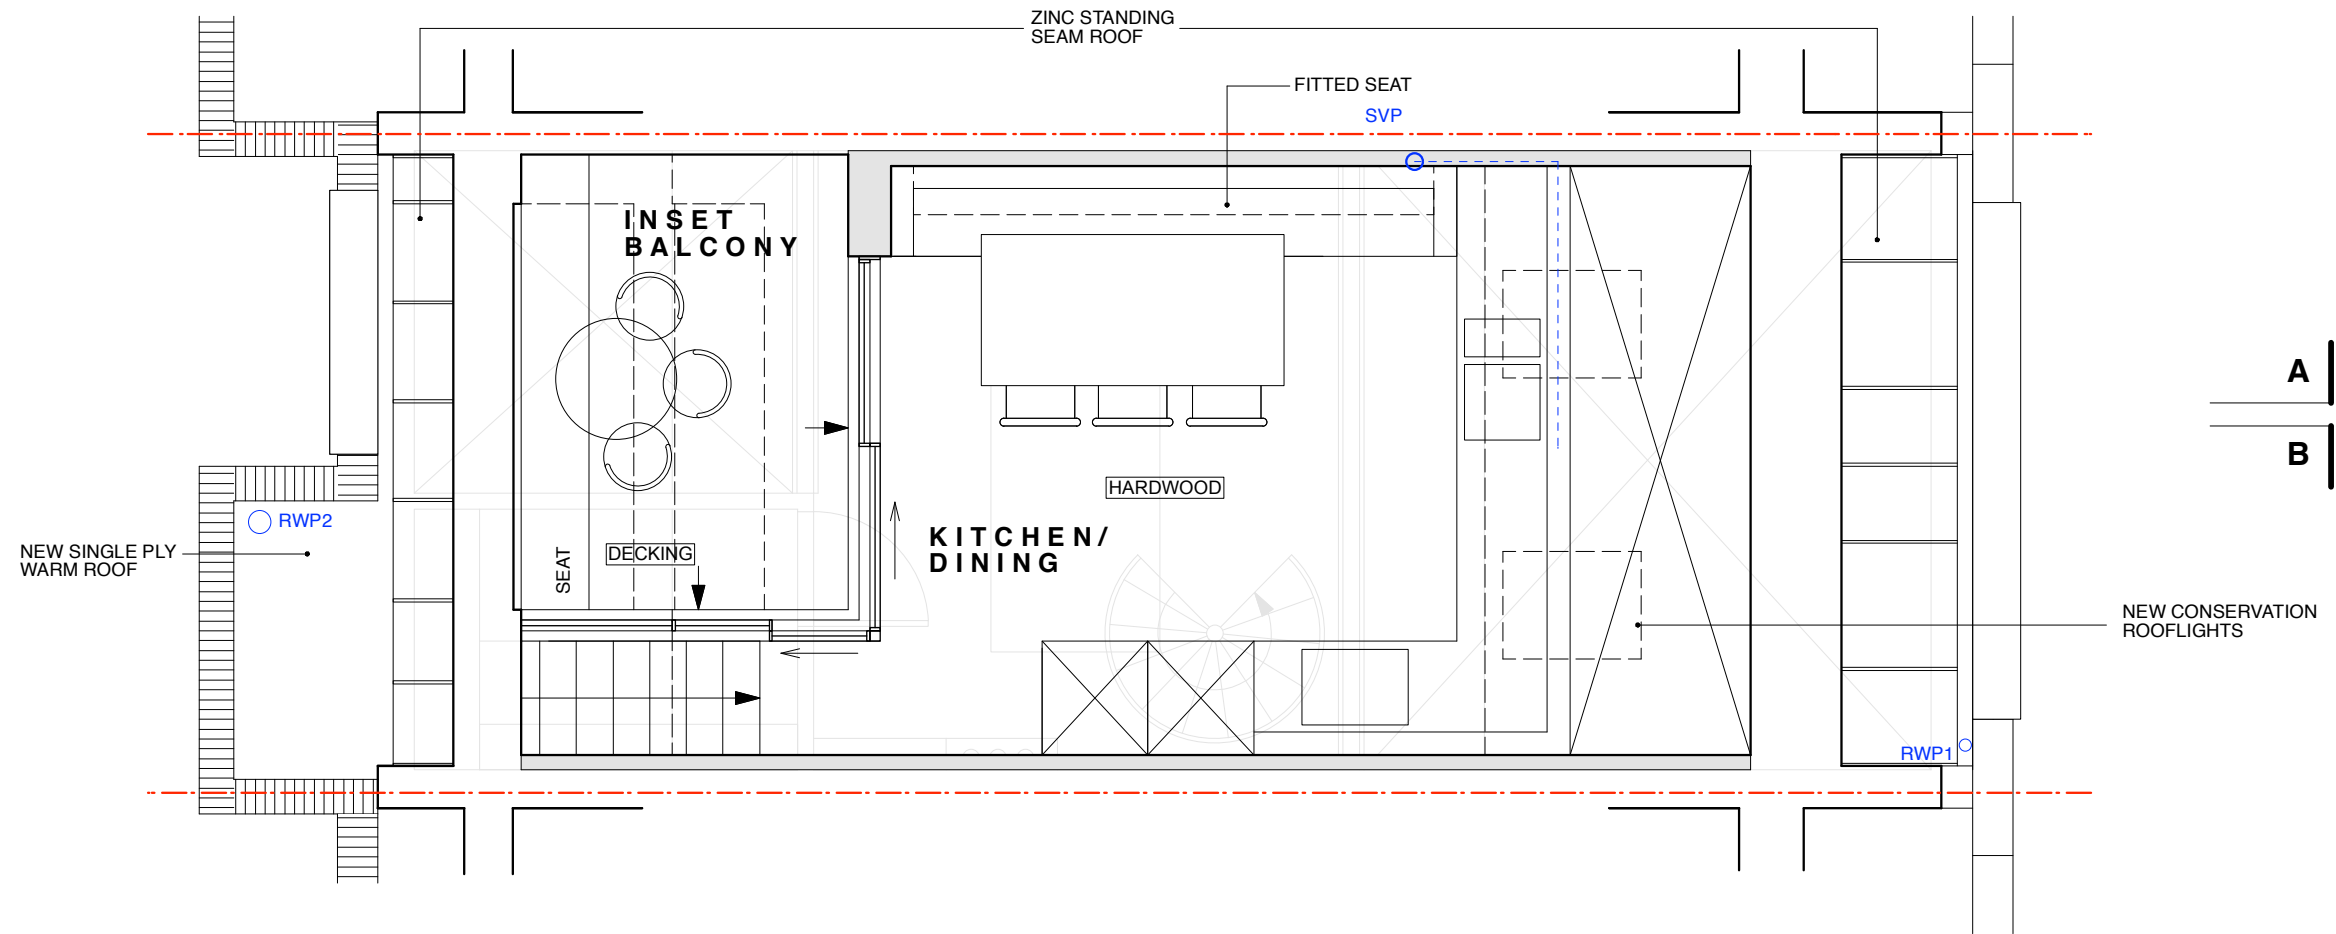 ZINC STANDING
SEAM ROOF
FITTED SEAT
SVP
INSET
BALCONY
A
B
HARDWOOD
RWP2
KITCHEN/
DINING
NEW SINGLE PLY
WARM ROOF
SEAT
DECKING
NEW CONSERVATION
ROOFLIGHTS
RWP1